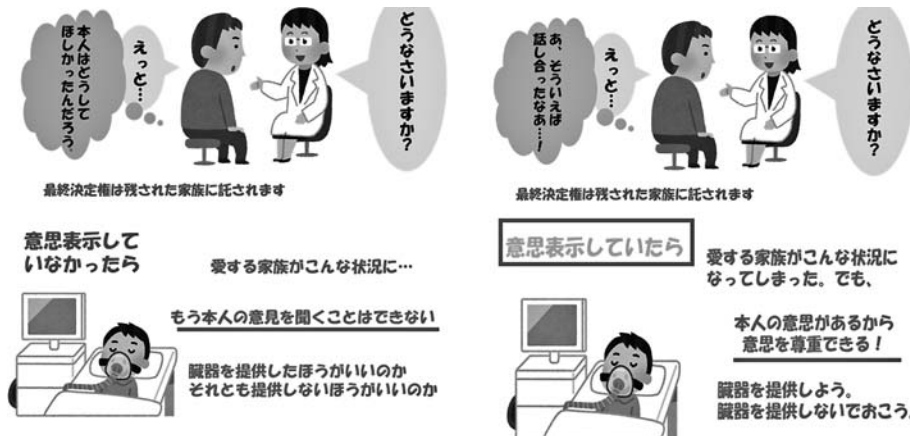 どうなさいますか？
えっと…
本人はどうして
ほしかったんだろう。
最終決定権は残された家族に託されます
意思表示して
いなかったら
愛する家族がこんな状況に…
もう本人の意見を聞くことはできない
臓器を提供したほうがいいのか
それとも提供しないほうがいいのか
どうなさいますか？
えっと…
あ、そういえば
話し合ったなあ…！
最終決定権は残された家族に託されます
意思表示していたら
愛する家族がこんな状況に
なってしまった。でも、
本人の意思があるから
意思を尊重できる！
臓器を提供しよう。
臓器を提供しないでおこう。